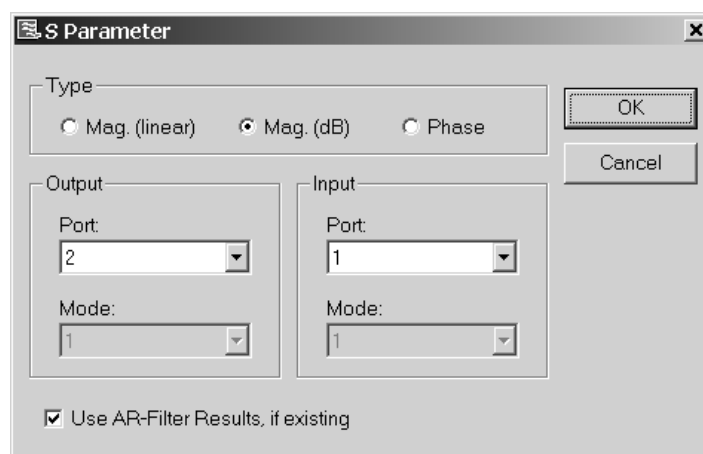 S Parameter
Type
Mag. (linear) Mag. (dB) Phase
OK
Cancel
Output
Port:
2
Mode:
1
Input
Port:
1
Mode:
1
Use AR-Filter Results, if existing